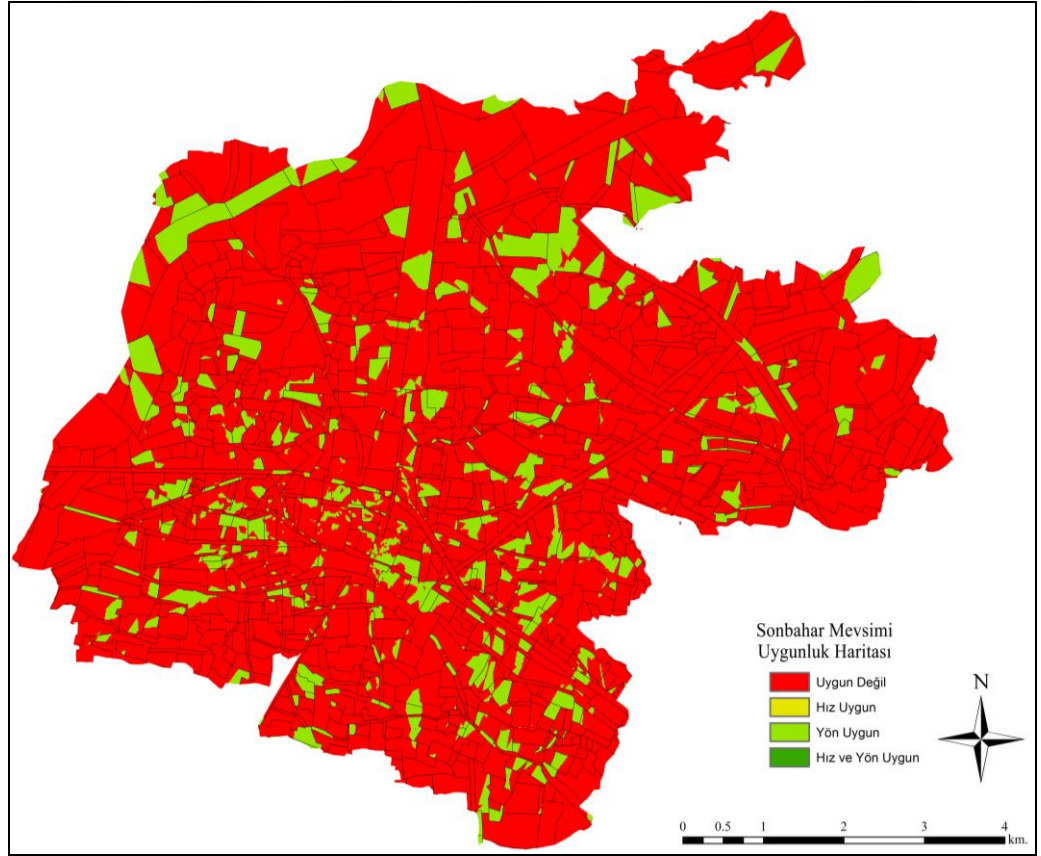 Sonbahar Mevsimi
Uygunluk Haritası
Uygun Değil
Hız Uygun
Yön Uygun
Hız ve Yön Uygun
N
0 0.5 1 2 3 4
km.